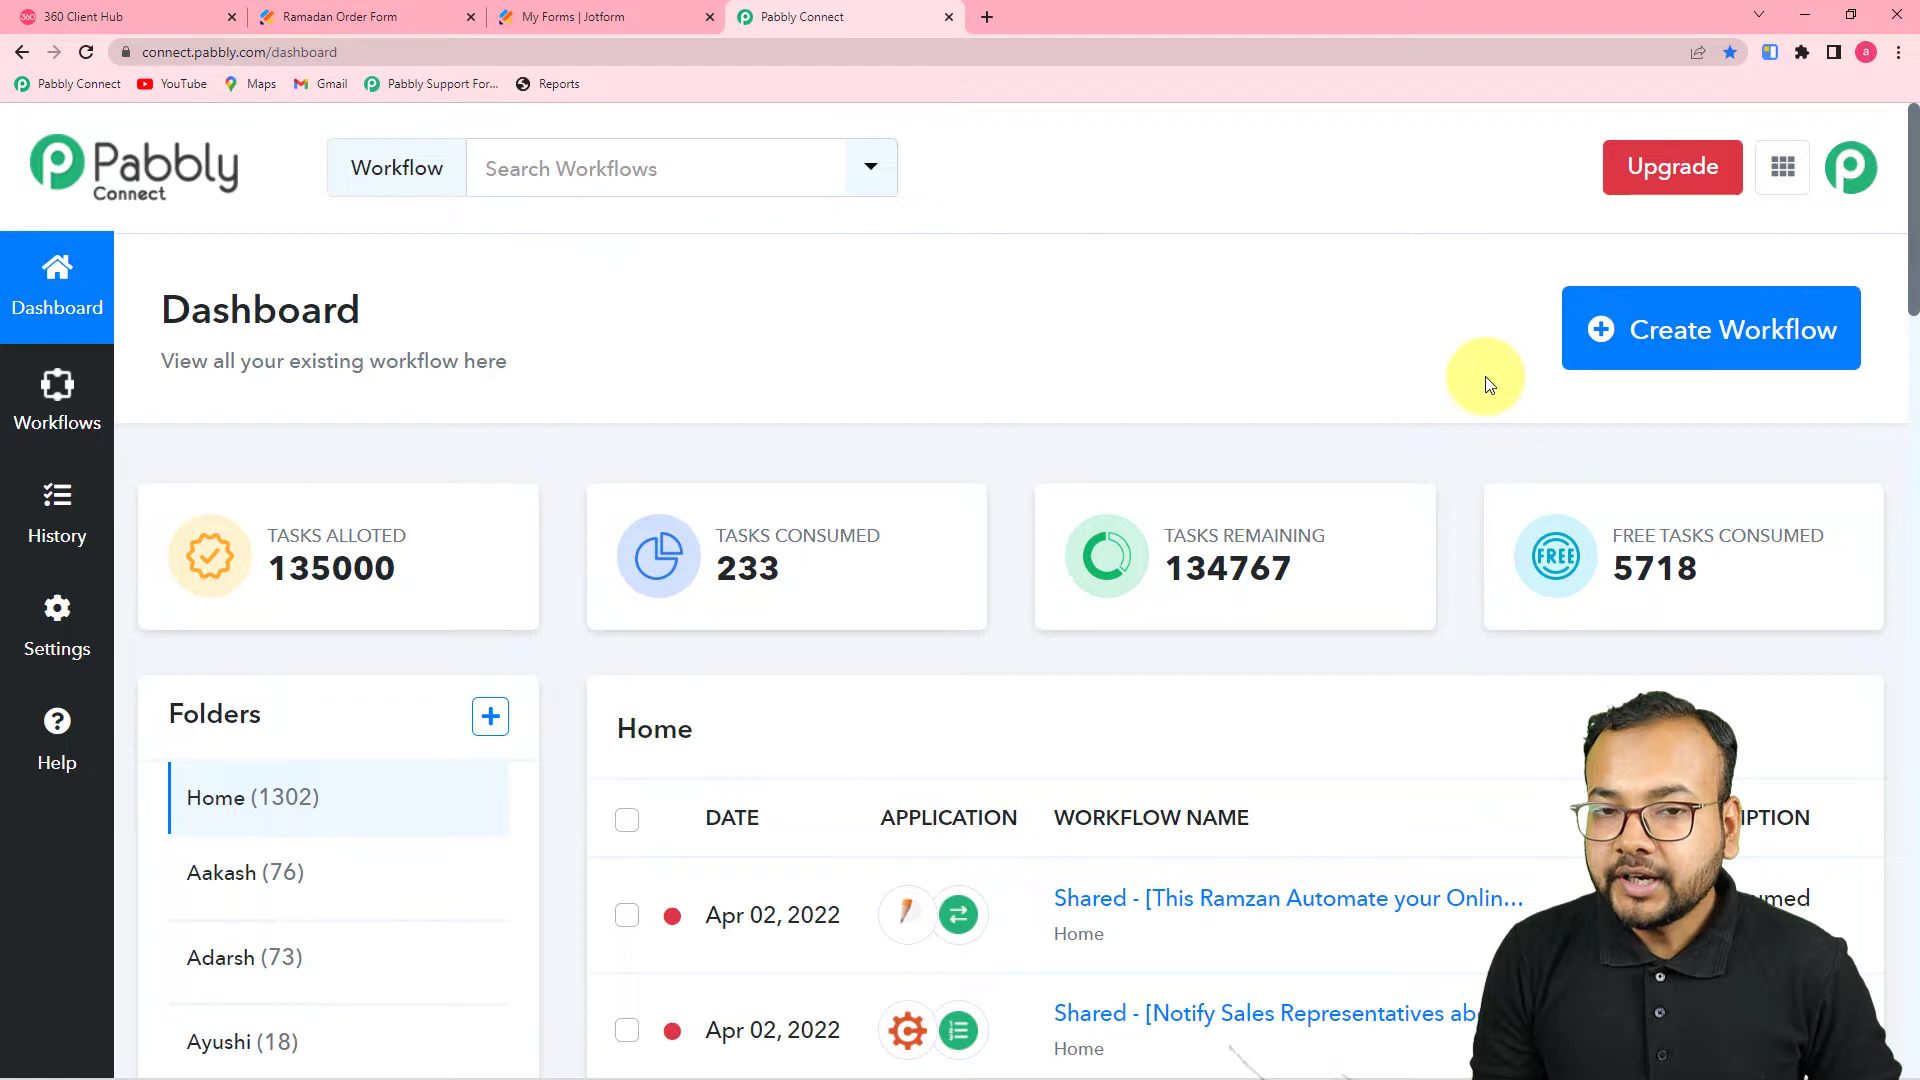 360 Client Hub
Ramadan Order Form
My Forms | Jotform
Pabbly Connect
connect.pabbly.com/dashboard
a
Pabbly Connect
YouTube
Maps
Gmail
Pabbly Support For...
Reports
Pabbly
Connect
Workflow
Search Workflows
Upgrade
Dashboard
Workflows
History
Settings
Help
Dashboard
View all your existing workflow here
Create Workflow
TASKS ALLOTED
135000
TASKS CONSUMED
233
TASKS REMAINING
134767
FREE
FREE TASKS CONSUMED
5718
Folders
Home (1302)
Aakash (76)
Adarsh (73)
Ayushi (18)
Home
DATE APPLICATION WORKFLOW NAME
Apr 02, 2022
Shared - [This Ramzan Automate your Onlin...
Home
Apr 02, 2022
Shared - [Notify Sales Representatives
Home